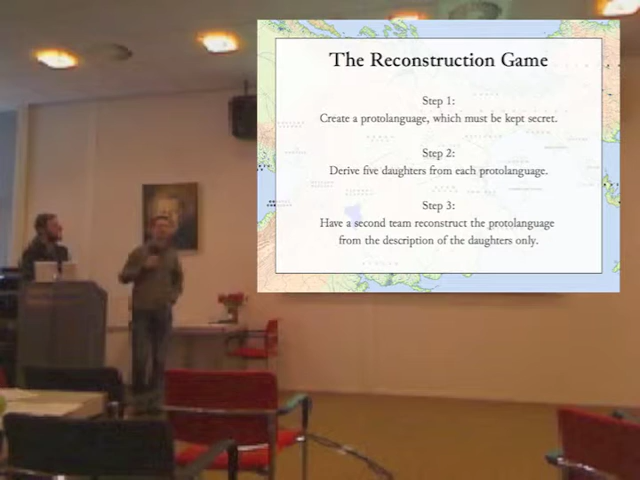 The Reconstruction Game
Step 1:
Create a protolanguage, which must be kept secret.
Step 2:
Derive five daughters from each protolanguage.
Step 3:
Have a second team reconstruct the protolanguage
from the description of the daughters only.